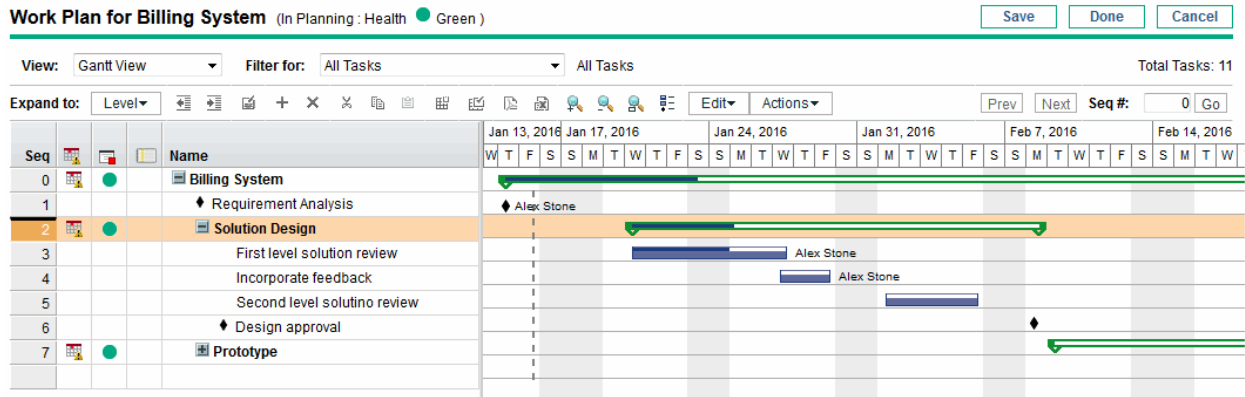 Work Plan for Billing System (In Planning : Health Green )
Save Done Cancel
View: Gantt View Filter for: All Tasks All Tasks Total Tasks: 11
Expand to: Level Edit Actions Prev Next Seq #: 0 Go
Jan 13, 2016 Jan 17, 2016 Jan 24, 2016 Jan 31, 2016 Feb 7, 2016 Feb 14, 2016
Seq Name W T F S S M T W T F S S M T W T F S S M T W T F S S M T W T F S S M T W
0 Billing System
1 Requirement Analysis Alex Stone
2 Solution Design
3 First level solution review Alex Stone
4 Incorporate feedback Alex Stone
5 Second level solutino review
6 Design approval
7 Prototype